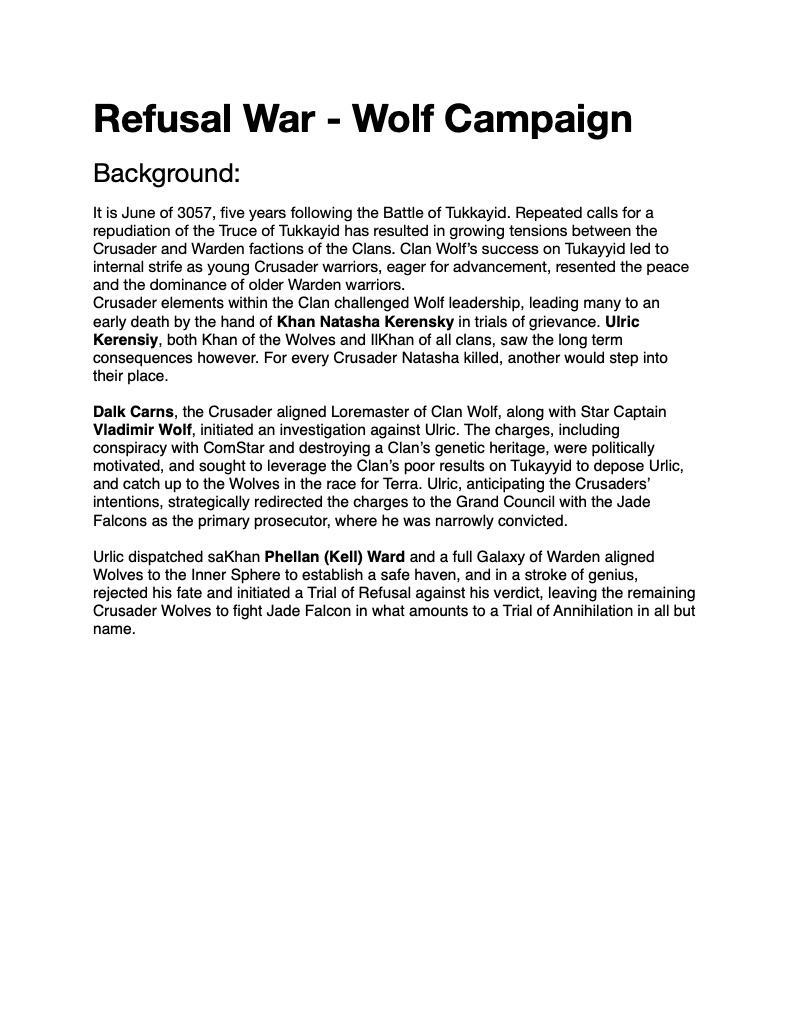 Refusal War - Wolf Campaign
Background:
It is June of 3057, five years following the Battle of Tukkayid. Repeated calls for a
repudiation of the Truce of Tukkayid has resulted in growing tensions between the
Crusader and Warden factions of the Clans. Clan Wolf’s success on Tukayyid led to
internal strife as young Crusader warriors, eager for advancement, resented the peace
and the dominance of older Warden warriors.
Crusader elements within the Clan challenged Wolf leadership, leading many to an
early death by the hand of Khan Natasha Kerensky in trials of grievance. Ulric
Kerensiy, both Khan of the Wolves and IlKhan of all clans, saw the long term
consequences however. For every Crusader Natasha killed, another would step into
their place.
Dalk Carns, the Crusader aligned Loremaster of Clan Wolf, along with Star Captain
Vladimir Wolf, initiated an investigation against Ulric. The charges, including
conspiracy with ComStar and destroying a Clan’s genetic heritage, were politically
motivated, and sought to leverage the Clan’s poor results on Tukayyid to depose Urlic,
and catch up to the Wolves in the race for Terra. Ulric, anticipating the Crusaders’
intentions, strategically redirected the charges to the Grand Council with the Jade
Falcons as the primary prosecutor, where he was narrowly convicted.
Urlic dispatched saKhan Phellan (Kell) Ward and a full Galaxy of Warden aligned
Wolves to the Inner Sphere to establish a safe haven, and in a stroke of genius,
rejected his fate and initiated a Trial of Refusal against his verdict, leaving the remaining
Crusader Wolves to fight Jade Falcon in what amounts to a Trial of Annihilation in all but
name.